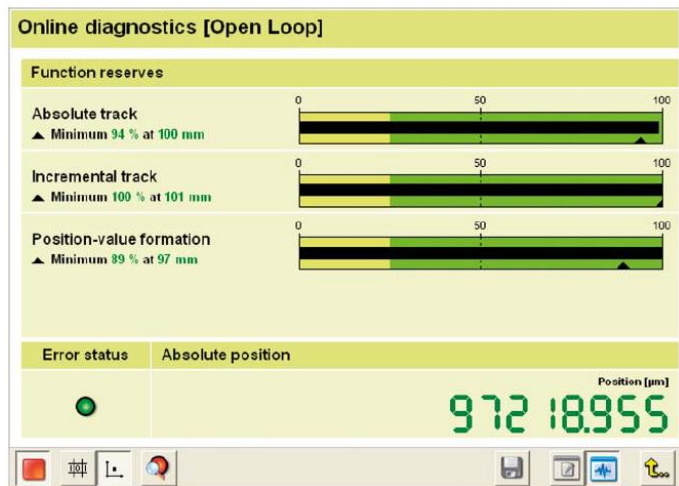 Online diagnostics [Open Loop]
Function reserves
0 50 100
Absolute track
Minimum 94 % at 100 mm
0 50 100
Incremental track
Minimum 100 % at 101 mm
0 50 100
Position-value formation
Minimum 89 % at 97 mm
Error status Absolute position
Position [µm]
97218.955